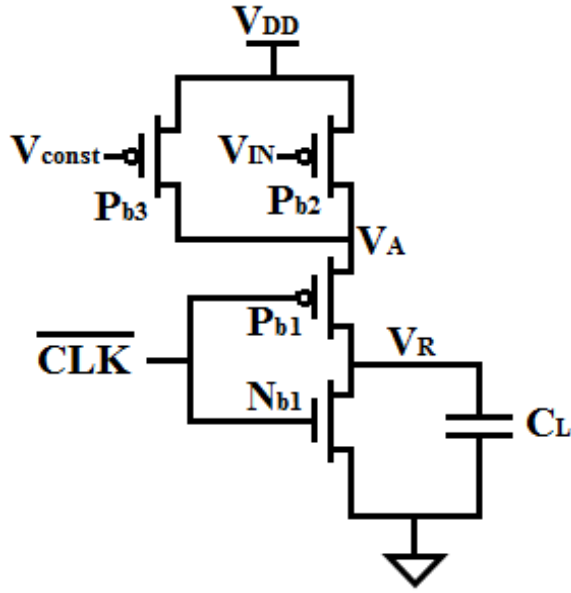 VDD
Vconst
VIN
Pb3
Pb2
VA
Pb1
CLK
VR
Nb1
CL